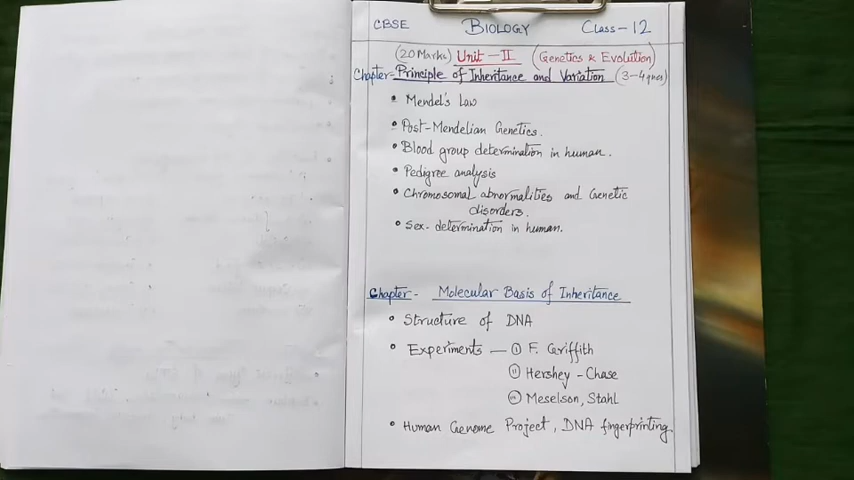 CBSE BIOLOGY Class-12
(20 Marks) Unit-II (Genetics & Evolution)
Chapter- Principle of Inheritance and Variation (3-4 ques)
• Mendel's Law
• Post-Mendelian Genetics.
• Blood group determination in human.
• Pedigree analysis
• Chromosomal abnormalities and Genetic
disorders.
• Sex-determination in human.
Chapter- Molecular Basis of Inheritance
• Structure of DNA
• Experiments — (i) F. Griffith
(ii) Hershey-Chase
(iii) Meselson, Stahl
• Human Genome Project, DNA fingerprinting